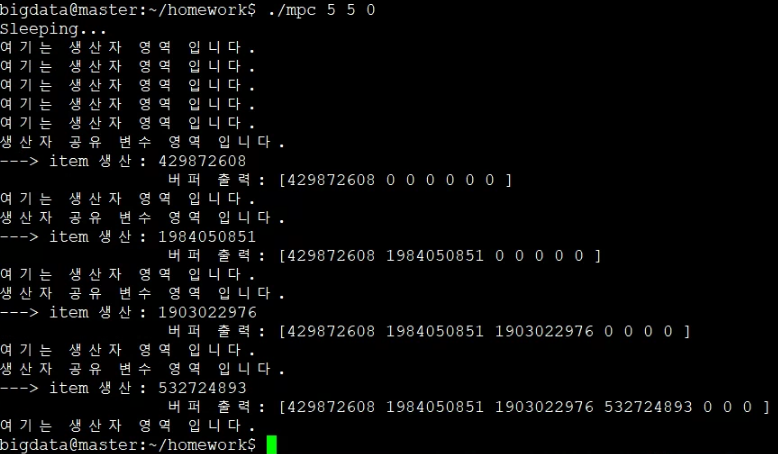 bigdata@master:~/homework$ ./mpc 5 5 0
Sleeping...
여기는 생산자 영역 입니다.
여기는 생산자 영역 입니다.
여기는 생산자 영역 입니다.
여기는 생산자 영역 입니다.
여기는 생산자 영역 입니다.
생산자 공유 변수 영역 입니다.
---> item 생산: 429872608
버퍼 출력: [429872608 0 0 0 0 0 0 ]
여기는 생산자 영역 입니다.
생산자 공유 변수 영역 입니다.
---> item 생산: 1984050851
버퍼 출력: [429872608 1984050851 0 0 0 0 0 ]
여기는 생산자 영역 입니다.
생산자 공유 변수 영역 입니다.
---> item 생산: 1903022976
버퍼 출력: [429872608 1984050851 1903022976 0 0 0 0 ]
여기는 생산자 영역 입니다.
생산자 공유 변수 영역 입니다.
---> item 생산: 532724893
버퍼 출력: [429872608 1984050851 1903022976 532724893 0 0 0 ]
여기는 생산자 영역 입니다.
bigdata@master:~/homework$